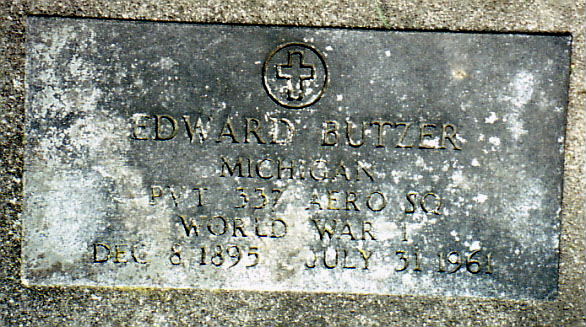 EDWARD BUTZER
MICHIGAN
PVT 337 AERO SQ
WORLD WAR I
DEC 8 1895 JULY 31 1961